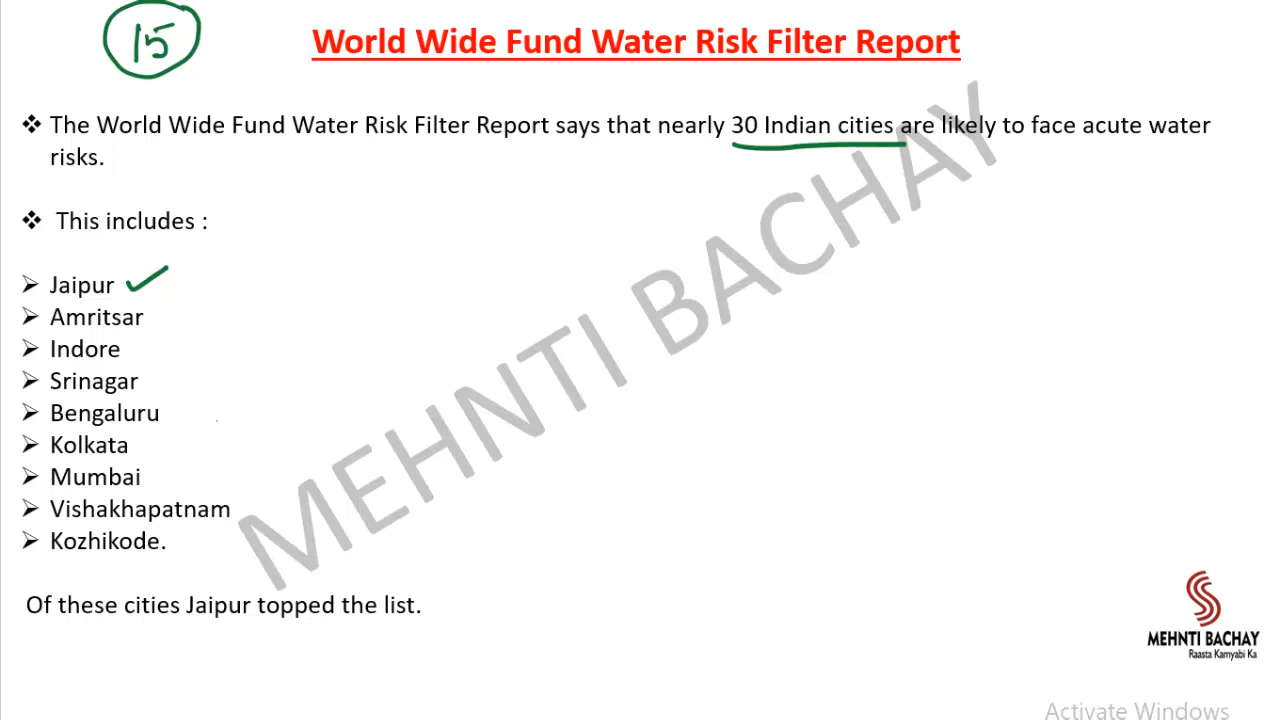 15
World Wide Fund Water Risk Filter Report
❖ The World Wide Fund Water Risk Filter Report says that nearly 30 Indian cities are likely to face acute water
risks.
❖ This includes :
➢ Jaipur ✓
➢ Amritsar
➢ Indore
➢ Srinagar
➢ Bengaluru
➢ Kolkata
➢ Mumbai
➢ Vishakhapatnam
➢ Kozhikode.
Of these cities Jaipur topped the list.
MEHNTI BACHAY
MEHNTI BACHAY
Raasta Kamyabi Ka
Activate Windows